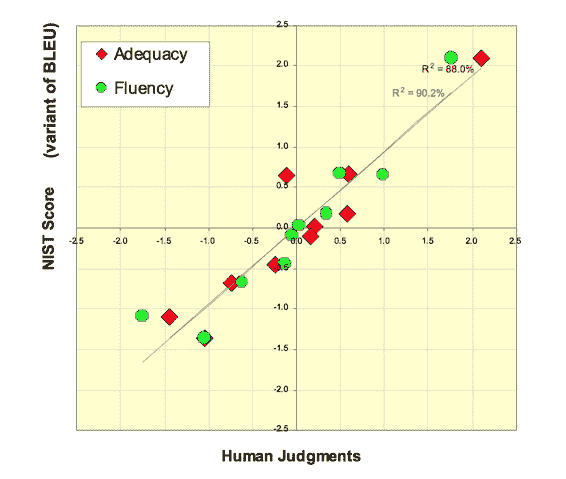 NIST Score (variant of BLEU)
2.5
Adequacy
Fluency
2.0
R² = 88.0%
R² = 90.2%
1.5
1.0
0.5
0.0
-2.5 -2.0 -1.5 -1.0 -0.5 0.0 0.5 1.0 1.5 2.0 2.5
-0.5
-1.0
-1.5
-2.0
-2.5
Human Judgments